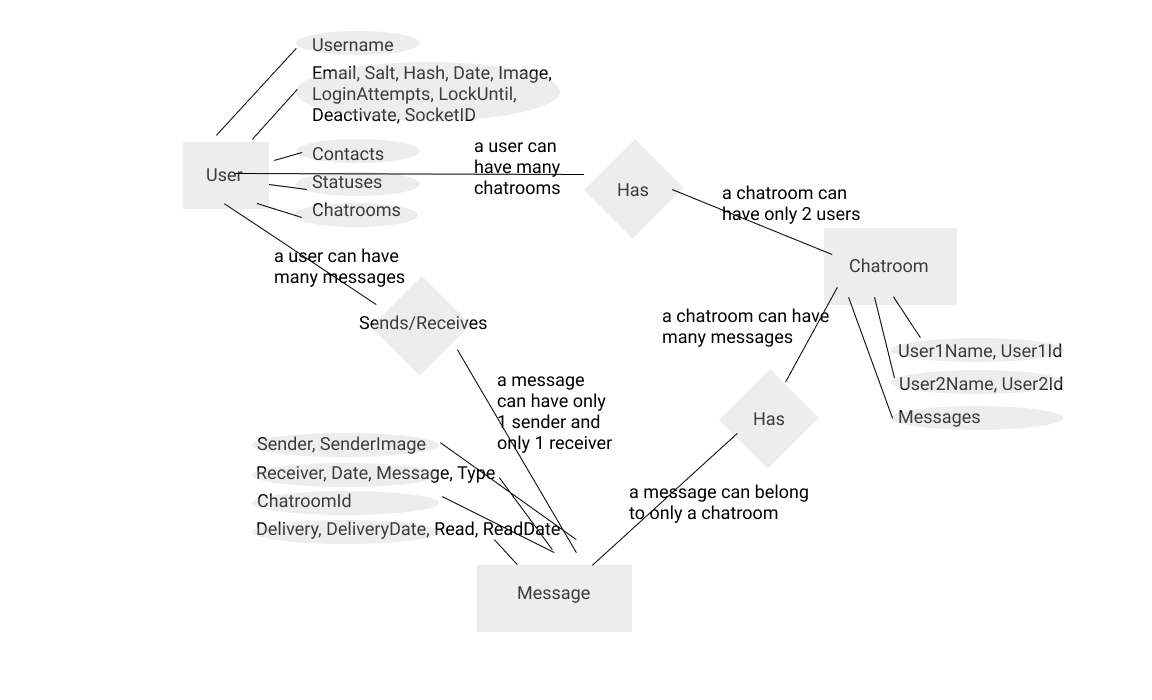 Username
Email, Salt, Hash, Date, Image,
LoginAttempts, LockUntil,
Deactivate, SocketID
Contacts
Statuses
Chatrooms
User
a user can
have many
chatrooms
Has
a chatroom can
have only 2 users
Chatroom
a user can have
many messages
Sends/Receives
a chatroom can have
many messages
User1Name, User1Id
User2Name, User2Id
Messages
a message
can have only
1 sender and
only 1 receiver
Has
Sender, SenderImage
Receiver, Date, Message, Type
ChatroomId
Delivery, DeliveryDate, Read, ReadDate
a message can belong
to only a chatroom
Message